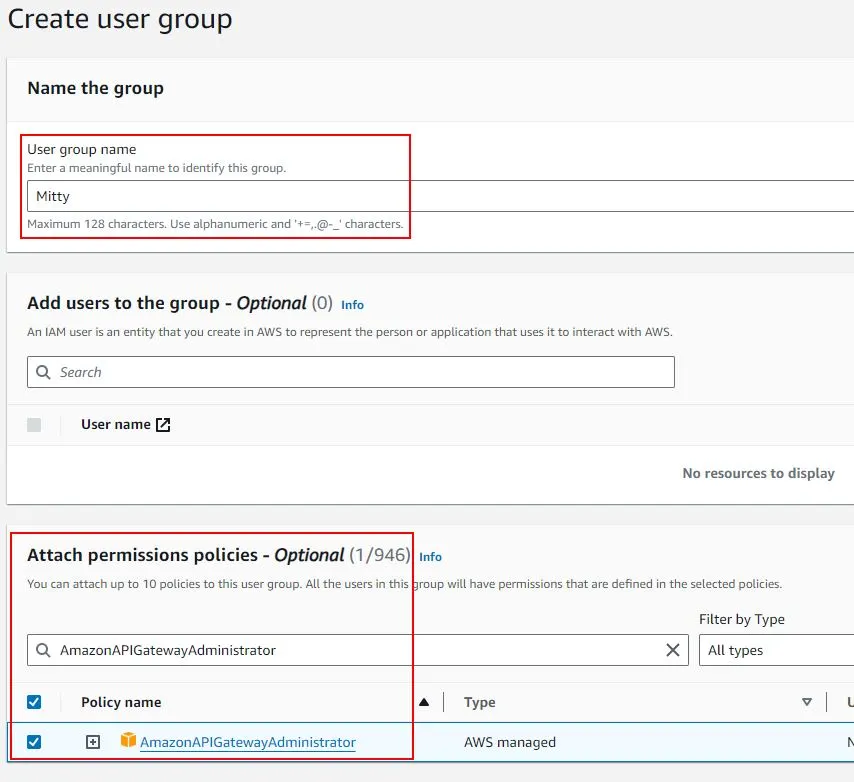 Create user group
Name the group
User group name
Enter a meaningful name to identify this group.
Mitty
Maximum 128 characters. Use alphanumeric and '+=,.@-_' characters.
Add users to the group - Optional (0) Info
An IAM user is an entity that you create in AWS to represent the person or application that uses it to interact with AWS.
Search
User name
No resources to display
Attach permissions policies - Optional (1/946) Info
You can attach up to 10 policies to this user group. All the users in this group will have permissions that are defined in the selected policies.
Filter by Type
AmazonAPIGatewayAdministrator All types
Policy name Type
AmazonAPIGatewayAdministrator AWS managed